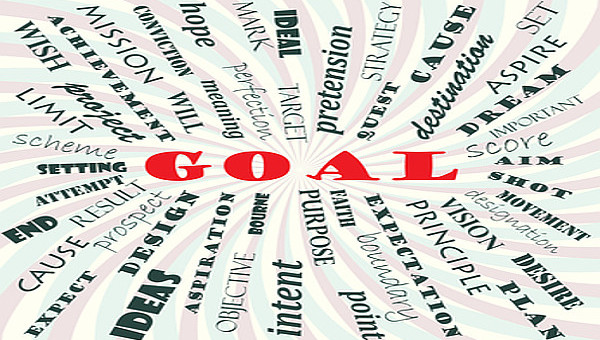 WISH
ACHIEVEMENT
MISSION
CONVICTION
hope
MARK
IDEAL
pretension
STRATEGY
CAUSE
destination
ASPIRE
SET
LIMIT
project
WILL
meaning
perfection
TARGET
QUEST
DREAM
IMPORTANT
scheme
score
SETTING
GOAL
AIM
ATTEMPT
SHOT
END
RESULT
prospect
DESIGN
ASPIRATION
BOURNE
PURPOSE
FAITH
EXPECTATION
PRINCIPLE
VISION
designation
MOVEMENT
CAUSE
EXPECT
IDEAS
OBJECTIVE
intent
point
boundary
PLAN
DESIRE